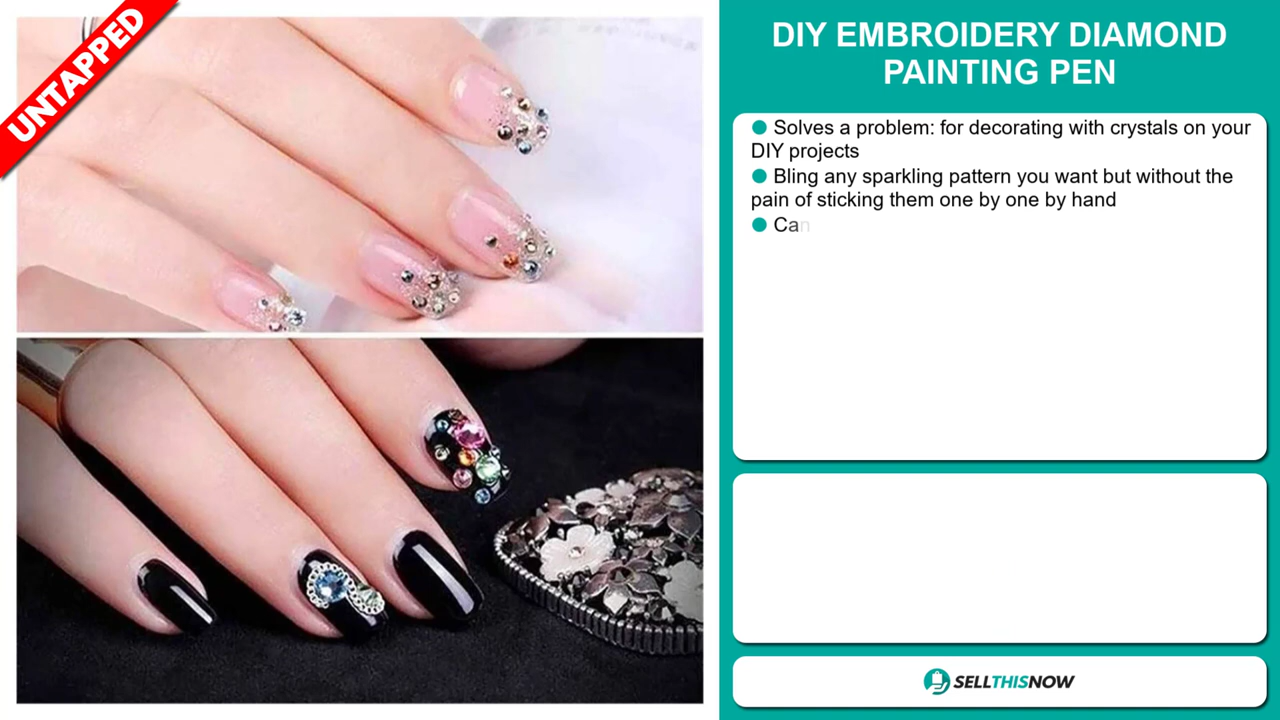 UNTAPPED
DIY EMBROIDERY DIAMOND
PAINTING PEN
● Solves a problem: for decorating with crystals on your
DIY projects
● Bling any sparkling pattern you want but without the
pain of sticking them one by one by hand
● Can
SELLTHISNOW